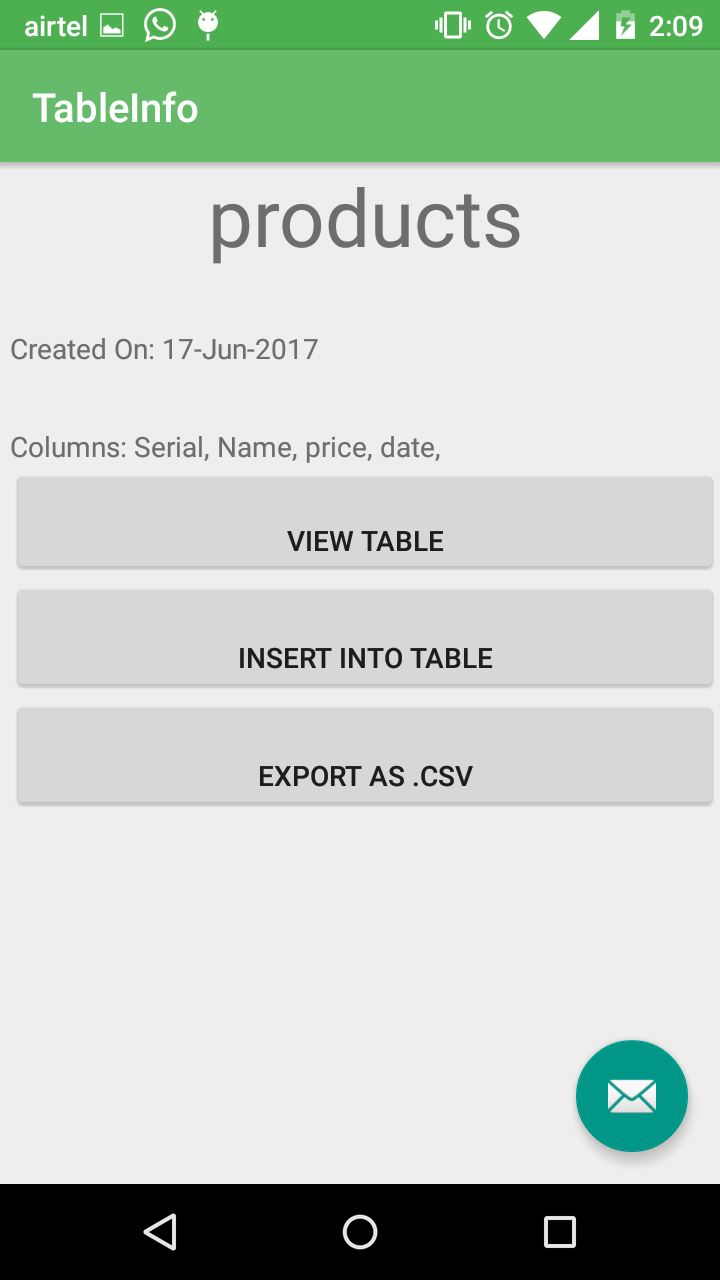 airtel 2:09
TableInfo
products
Created On: 17-Jun-2017
Columns: Serial, Name, price, date,
VIEW TABLE
INSERT INTO TABLE
EXPORT AS .CSV